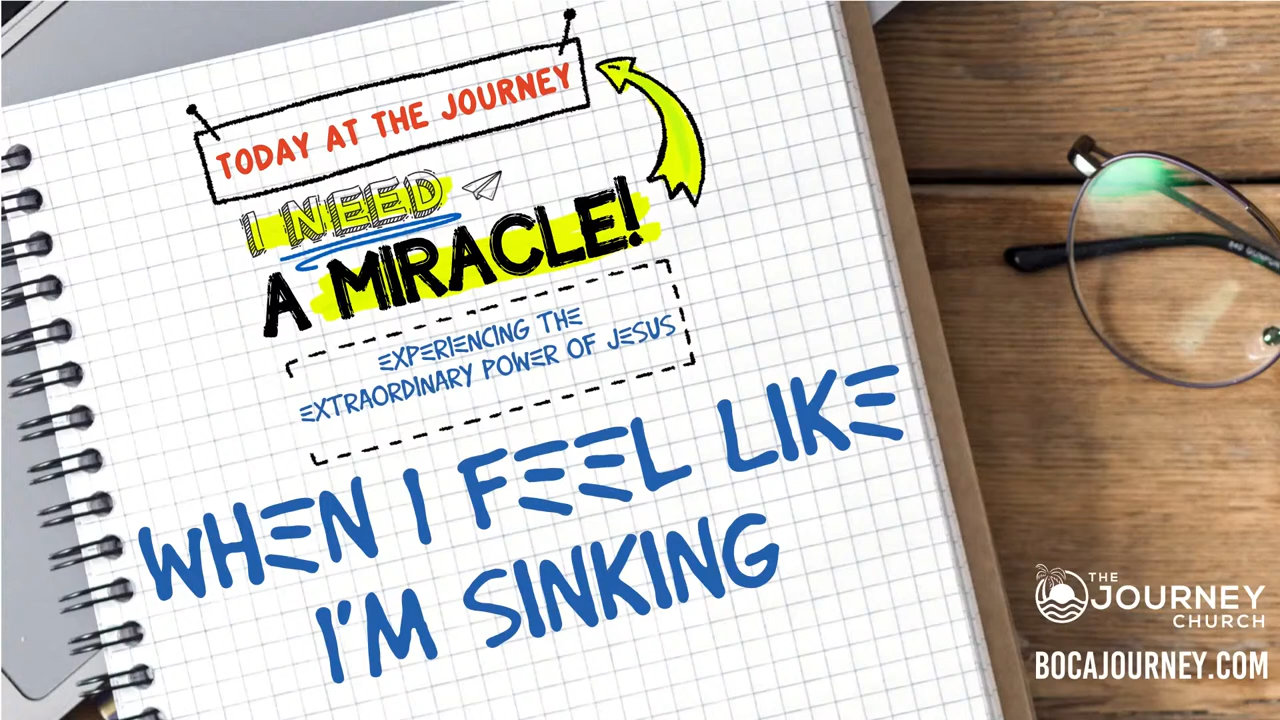 TODAY AT THE JOURNEY
I NEED
A MIRACLE!
EXPERIENCING THE
EXTRAORDINARY POWER OF JESUS
WHEN I FEEL LIKE
I'M SINKING
THE
JOURNEY
CHURCH
BOCAJOURNEY.COM